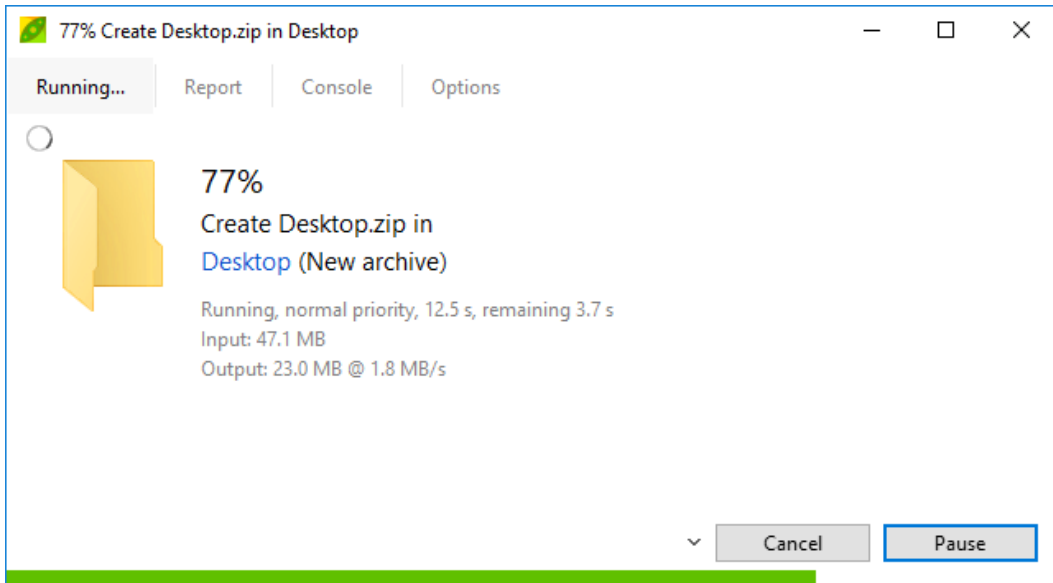 77% Create Desktop.zip in Desktop
Running... Report Console Options
77%
Create Desktop.zip in
Desktop (New archive)
Running, normal priority, 12.5 s, remaining 3.7 s
Input: 47.1 MB
Output: 23.0 MB @ 1.8 MB/s
Cancel Pause